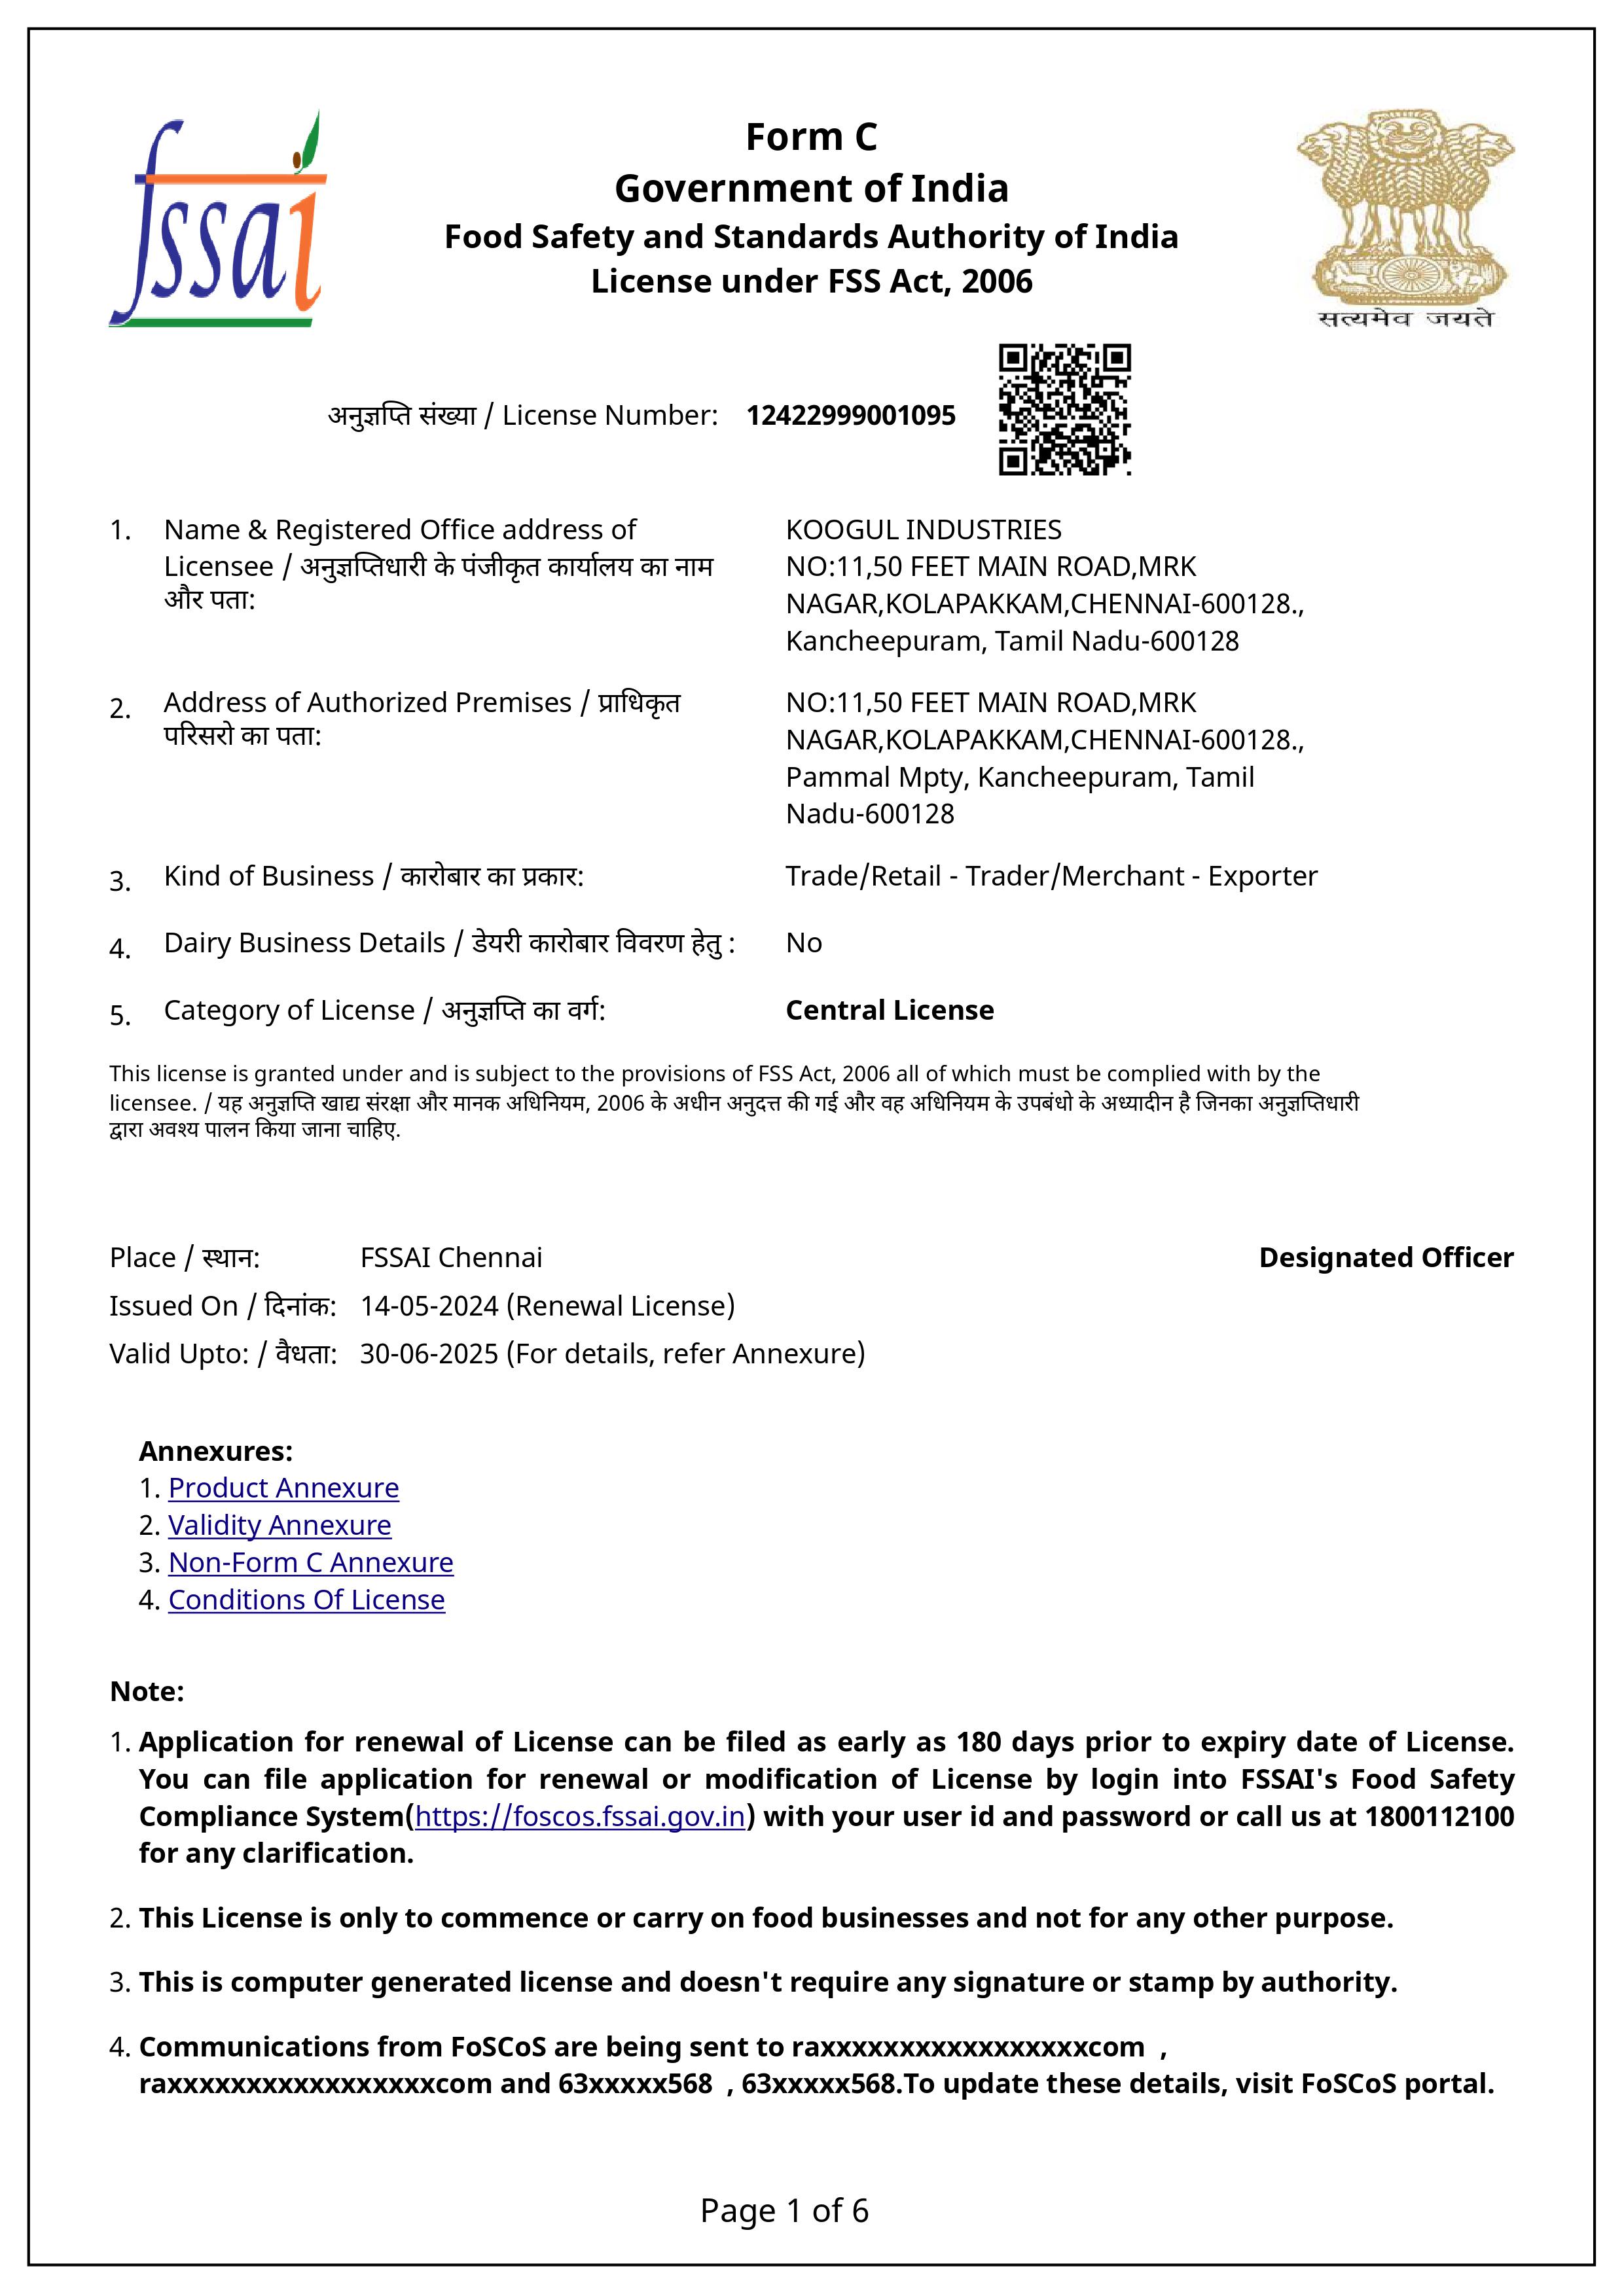 fssai
Form C
Government of India
Food Safety and Standards Authority of India
License under FSS Act, 2006
सत्यमेव जयते
अनुज्ञप्ति संख्या / License Number: 12422999001095
1. Name & Registered Office address of
Licensee / अनुज्ञप्तिधारी के पंजीकृत कार्यालय का नाम
और पता:
KOOGUL INDUSTRIES
NO:11,50 FEET MAIN ROAD,MRK
NAGAR,KOLAPAKKAM,CHENNAI-600128.,
Kancheepuram, Tamil Nadu-600128
2. Address of Authorized Premises / प्राधिकृत
परिसरो का पता:
NO:11,50 FEET MAIN ROAD,MRK
NAGAR,KOLAPAKKAM,CHENNAI-600128.,
Pammal Mpty, Kancheepuram, Tamil
Nadu-600128
3. Kind of Business / कारोबार का प्रकार: Trade/Retail - Trader/Merchant - Exporter
4. Dairy Business Details / डेयरी कारोबार विवरण हेतु : No
5. Category of License / अनुज्ञप्ति का वर्ग: Central License
This license is granted under and is subject to the provisions of FSS Act, 2006 all of which must be complied with by the
licensee. / यह अनुज्ञप्ति खाद्य संरक्षा और मानक अधिनियम, 2006 के अधीन अनुदत्त की गई और वह अधिनियम के उपबंधो के अध्यादीन है जिनका अनुज्ञप्तिधारी
द्वारा अवश्य पालन किया जाना चाहिए.
Place / स्थान: FSSAI Chennai Designated Officer
Issued On / दिनांक: 14-05-2024 (Renewal License)
Valid Upto: / वैधता: 30-06-2025 (For details, refer Annexure)
Annexures:
1. Product Annexure
2. Validity Annexure
3. Non-Form C Annexure
4. Conditions Of License
Note:
1. Application for renewal of License can be filed as early as 180 days prior to expiry date of License.
You can file application for renewal or modification of License by login into FSSAI's Food Safety
Compliance System(https://foscos.fssai.gov.in) with your user id and password or call us at 1800112100
for any clarification.
2. This License is only to commence or carry on food businesses and not for any other purpose.
3. This is computer generated license and doesn't require any signature or stamp by authority.
4. Communications from FoSCoS are being sent to raxxxxxxxxxxxxxxxxxcom ,
raxxxxxxxxxxxxxxxxxcom and 63xxxxx568 , 63xxxxx568.To update these details, visit FoSCoS portal.
Page 1 of 6